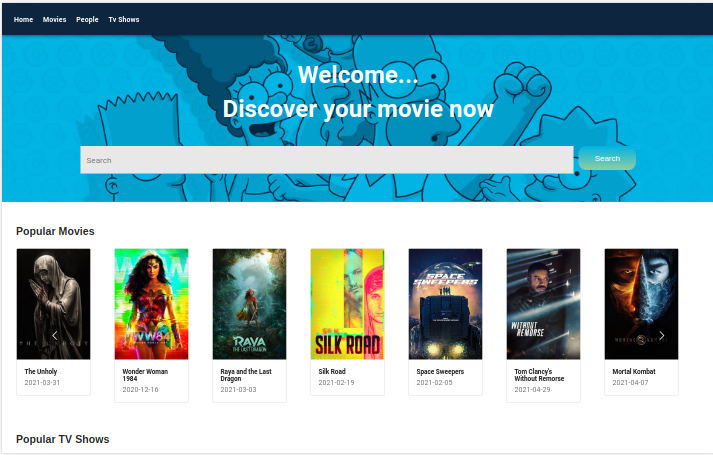 Home Movies People Tv Shows
Welcome...
Discover your movie now
Search Search
Popular Movies
THE UNHOLY
WW84
RAYA
THE LAST DRAGON
SILK ROAD
SPACE
SWEEPERS
WITHOUT
REMORSE
MORTAL KOMBAT
The Unholy
2021-03-31
Wonder Woman
1984
2020-12-16
Raya and the Last
Dragon
2021-03-03
Silk Road
2021-02-19
Space Sweepers
2021-02-05
Tom Clancy's
Without Remorse
2021-04-29
Mortal Kombat
2021-04-07
Popular TV Shows